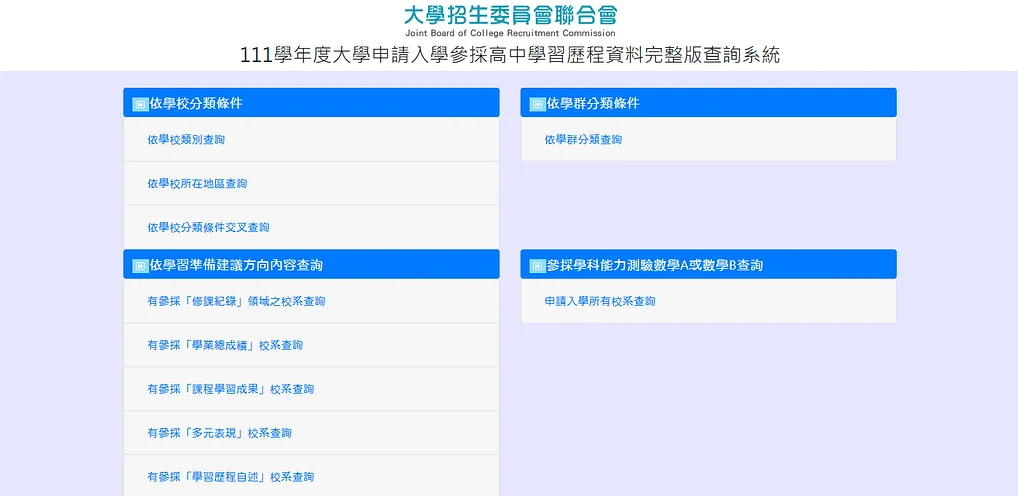 大學招生委員會聯合會
Joint Board of College Recruitment Commission
111學年度大學申請入學參採高中學習歷程資料完整版查詢系統
依學校分類條件
依學校類別查詢
依學校所在地區查詢
依學校分類條件交叉查詢
依學群分類條件
依學群分類查詢
依學習準備建議方向內容查詢
有參採「修課紀錄」領域之校系查詢
有參採「學業總成績」校系查詢
有參採「課程學習成果」校系查詢
有參採「多元表現」校系查詢
有參採「學習歷程自述」校系查詢
參採學科能力測驗數學A或數學B查詢
申請入學所有校系查詢